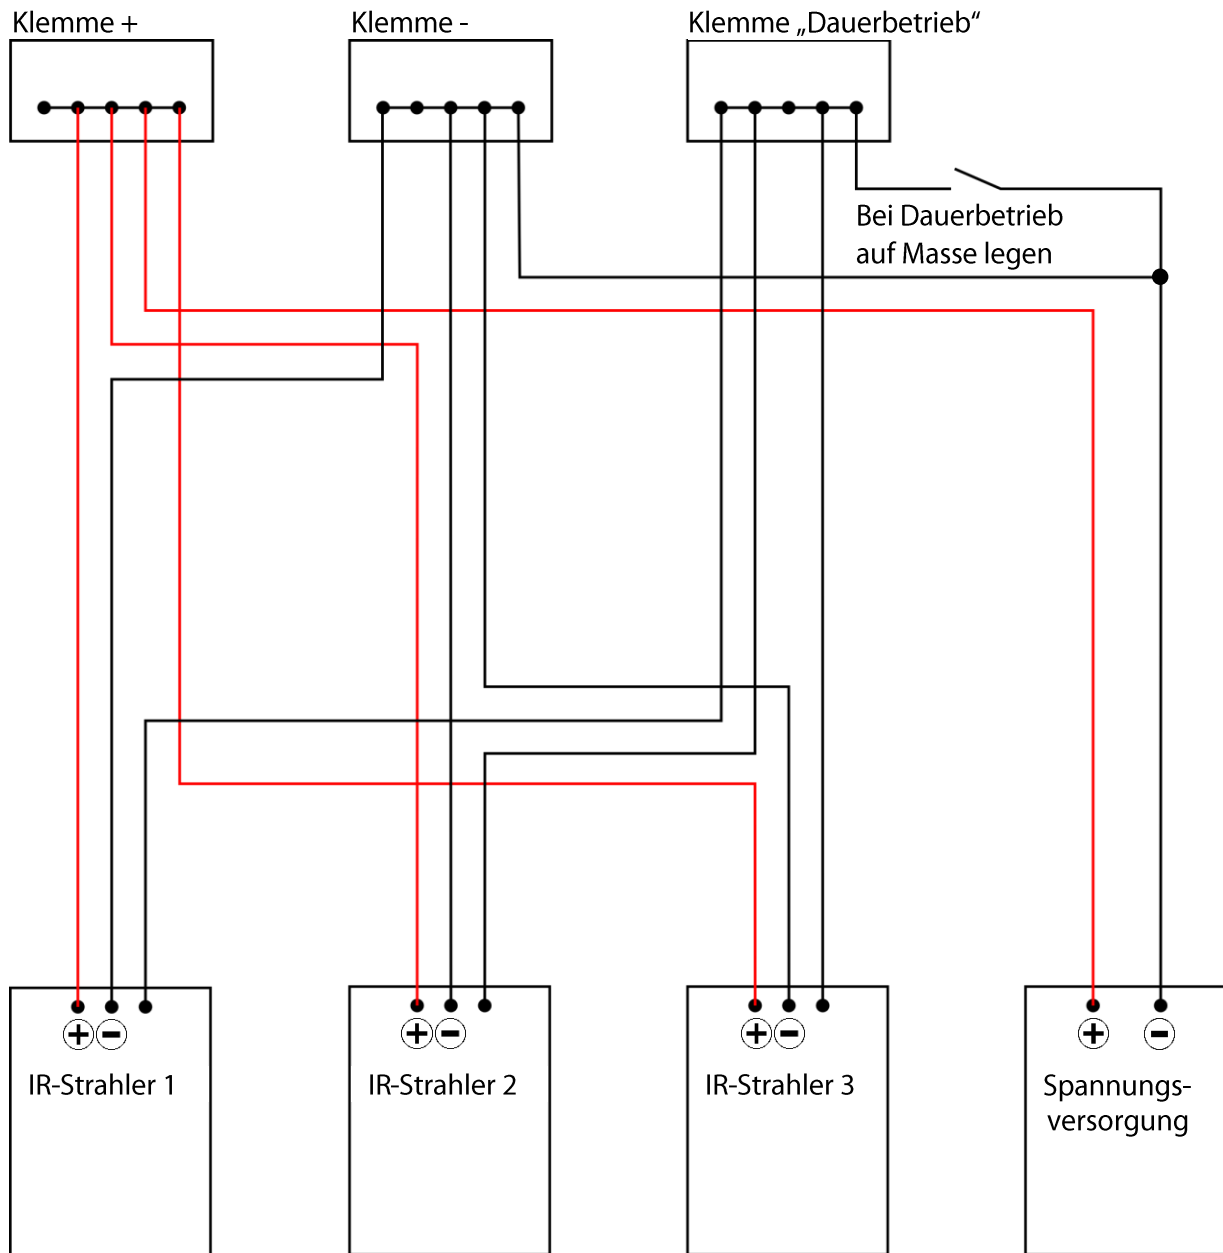 Klemme +
Klemme -
Klemme „Dauerbetrieb“
Bei Dauerbetrieb
auf Masse legen
+ -
+ -
+ -
+ -
IR-Strahler 1
IR-Strahler 2
IR-Strahler 3
Spannungs-
versorgung